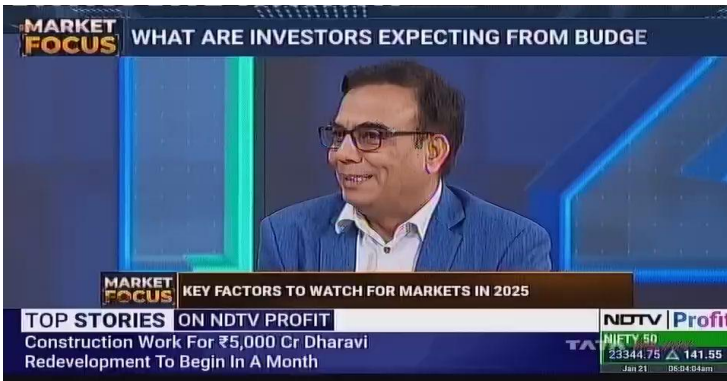 MARKET
FOCUS
WHAT ARE INVESTORS EXPECTING FROM BUDGE
MARKET
FOCUS
KEY FACTORS TO WATCH FOR MARKETS IN 2025
TOP STORIES ON NDTV PROFIT
NDTV Profit
Construction Work For ₹5,000 Cr Dharavi
Redevelopment To Begin In A Month
TATA
NIFTY 50
23344.75 △ 141.55
Jan 21 06:04:04am